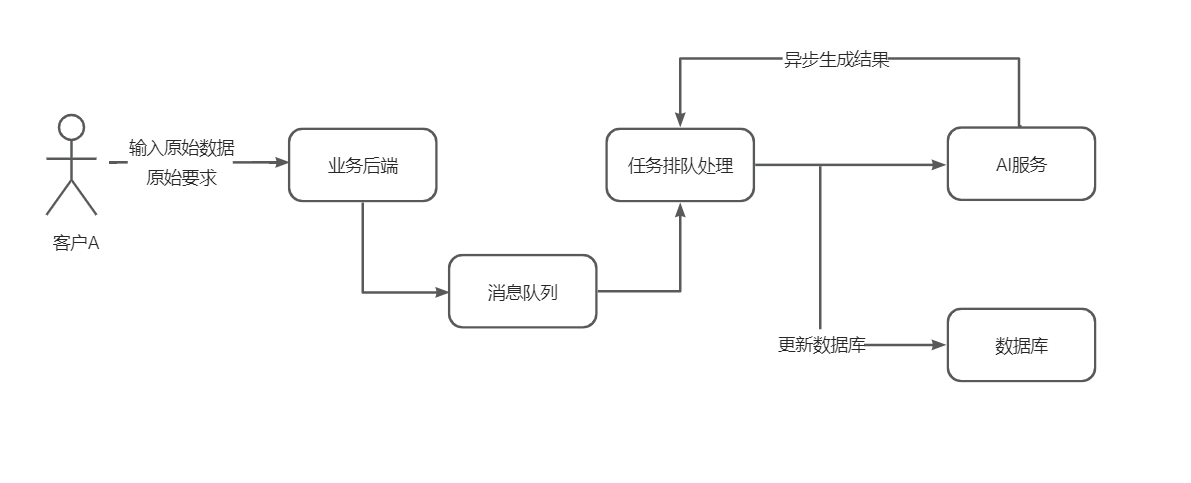 异步生成结果
输入原始数据
原始要求
业务后端
任务排队处理
AI服务
客户A
消息队列
更新数据库
数据库